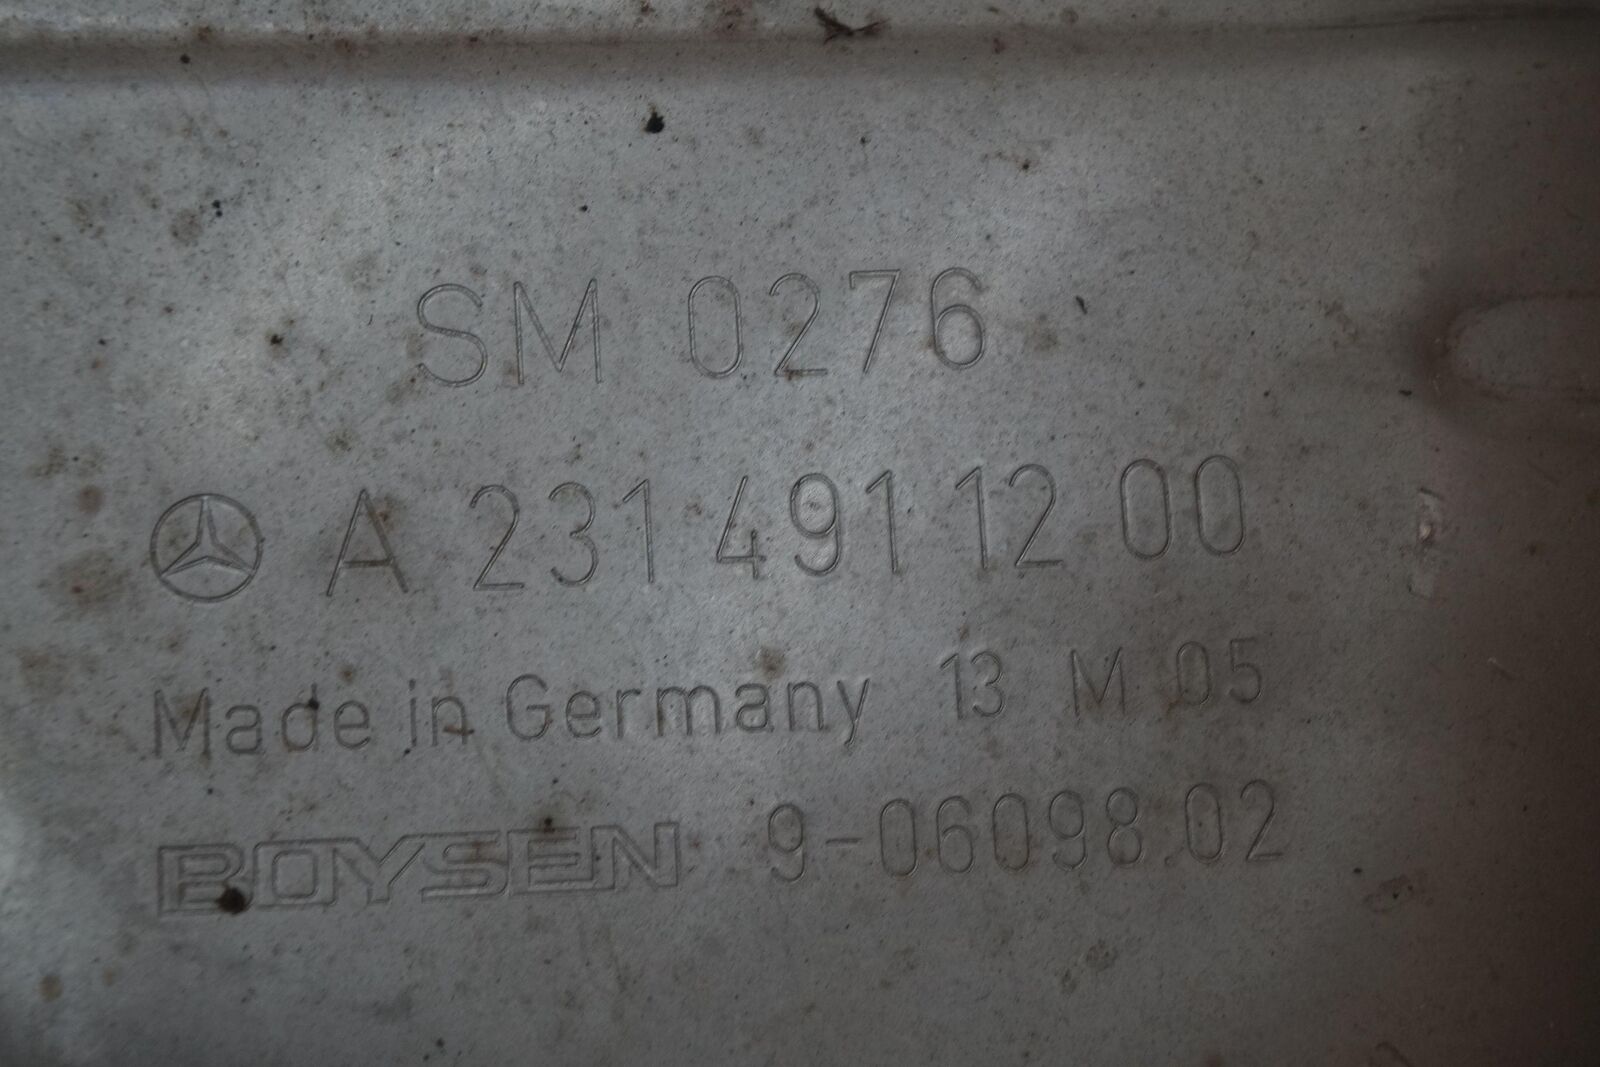 SM 0276
A 231 491 12 00
Made in Germany 13 M 05
BOYSEN 9-06098.02